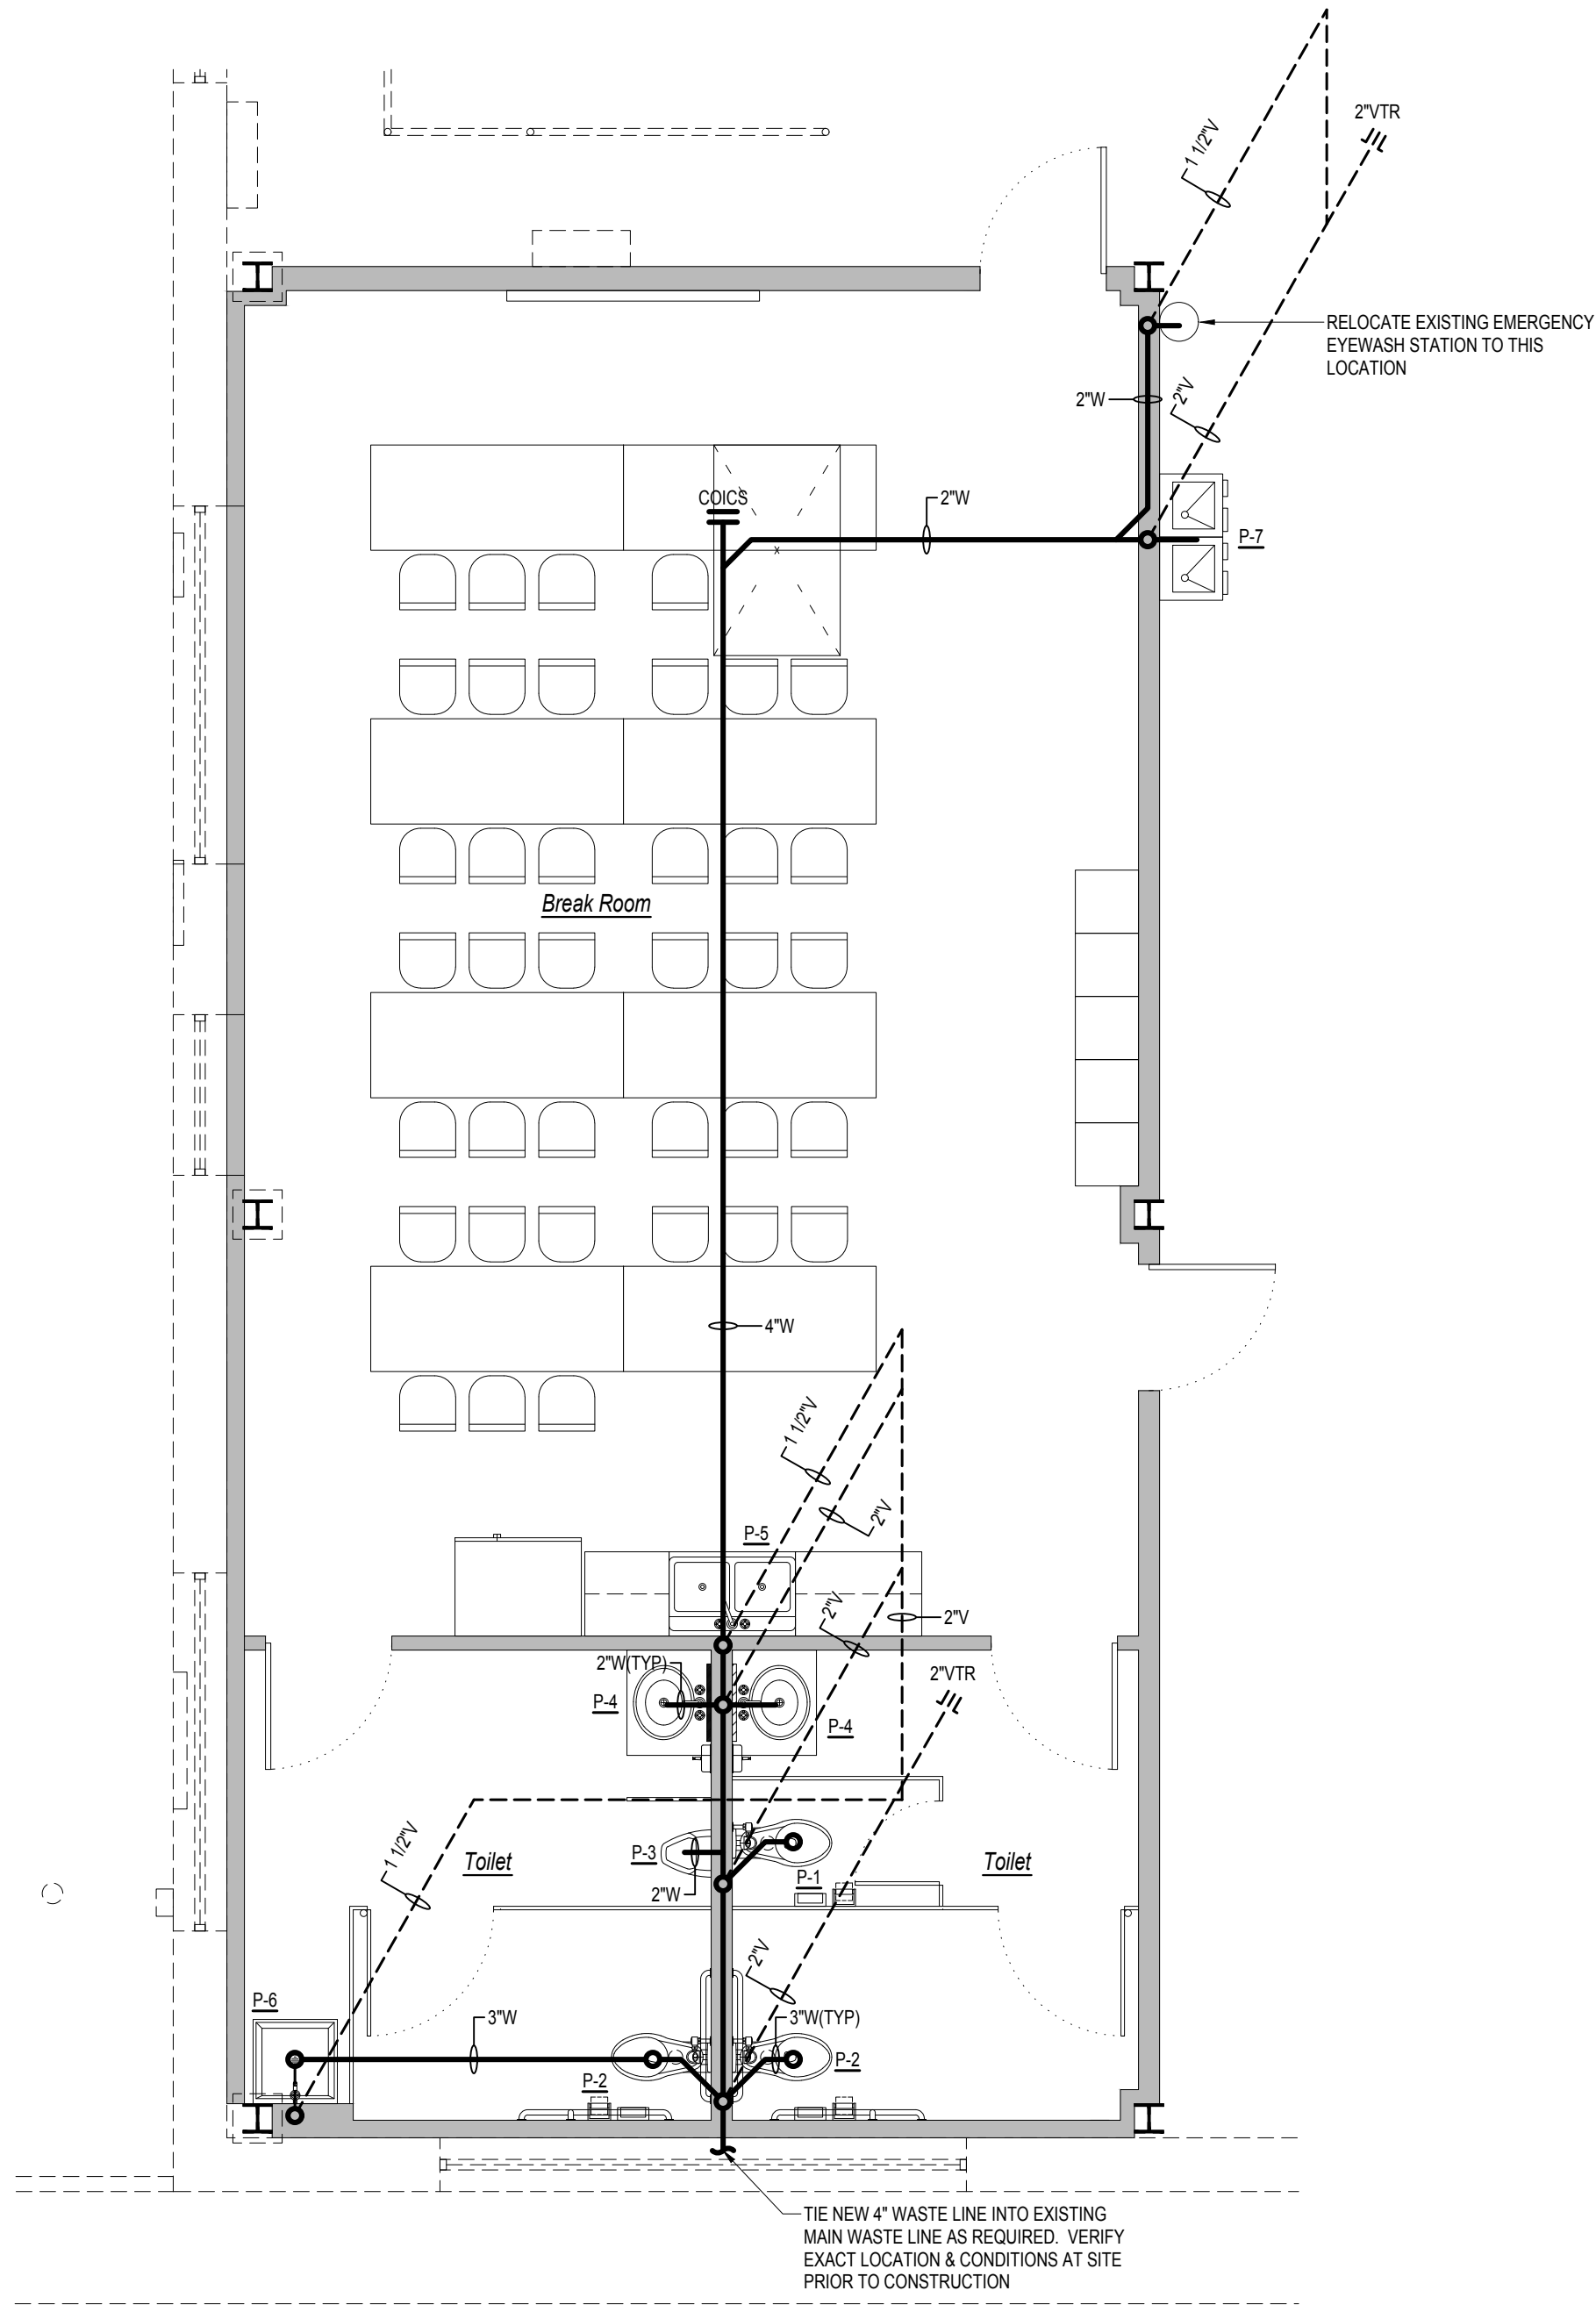 2"VTR
1 1/2"V
RELOCATE EXISTING EMERGENCY
EYEWASH STATION TO THIS
LOCATION
2"W
2"V
COICS
2"W
P-7
Break Room
4"W
1 1/2"V
2"V
P-5
2"V
2"V
2"W(TYP)
2"VTR
P-4
P-4
1 1/2"V
P-3
Toilet
Toilet
P-1
2"W
2"V
P-6
3"W
3"W(TYP)
P-2
P-2
TIE NEW 4" WASTE LINE INTO EXISTING
MAIN WASTE LINE AS REQUIRED. VERIFY
EXACT LOCATION & CONDITIONS AT SITE
PRIOR TO CONSTRUCTION